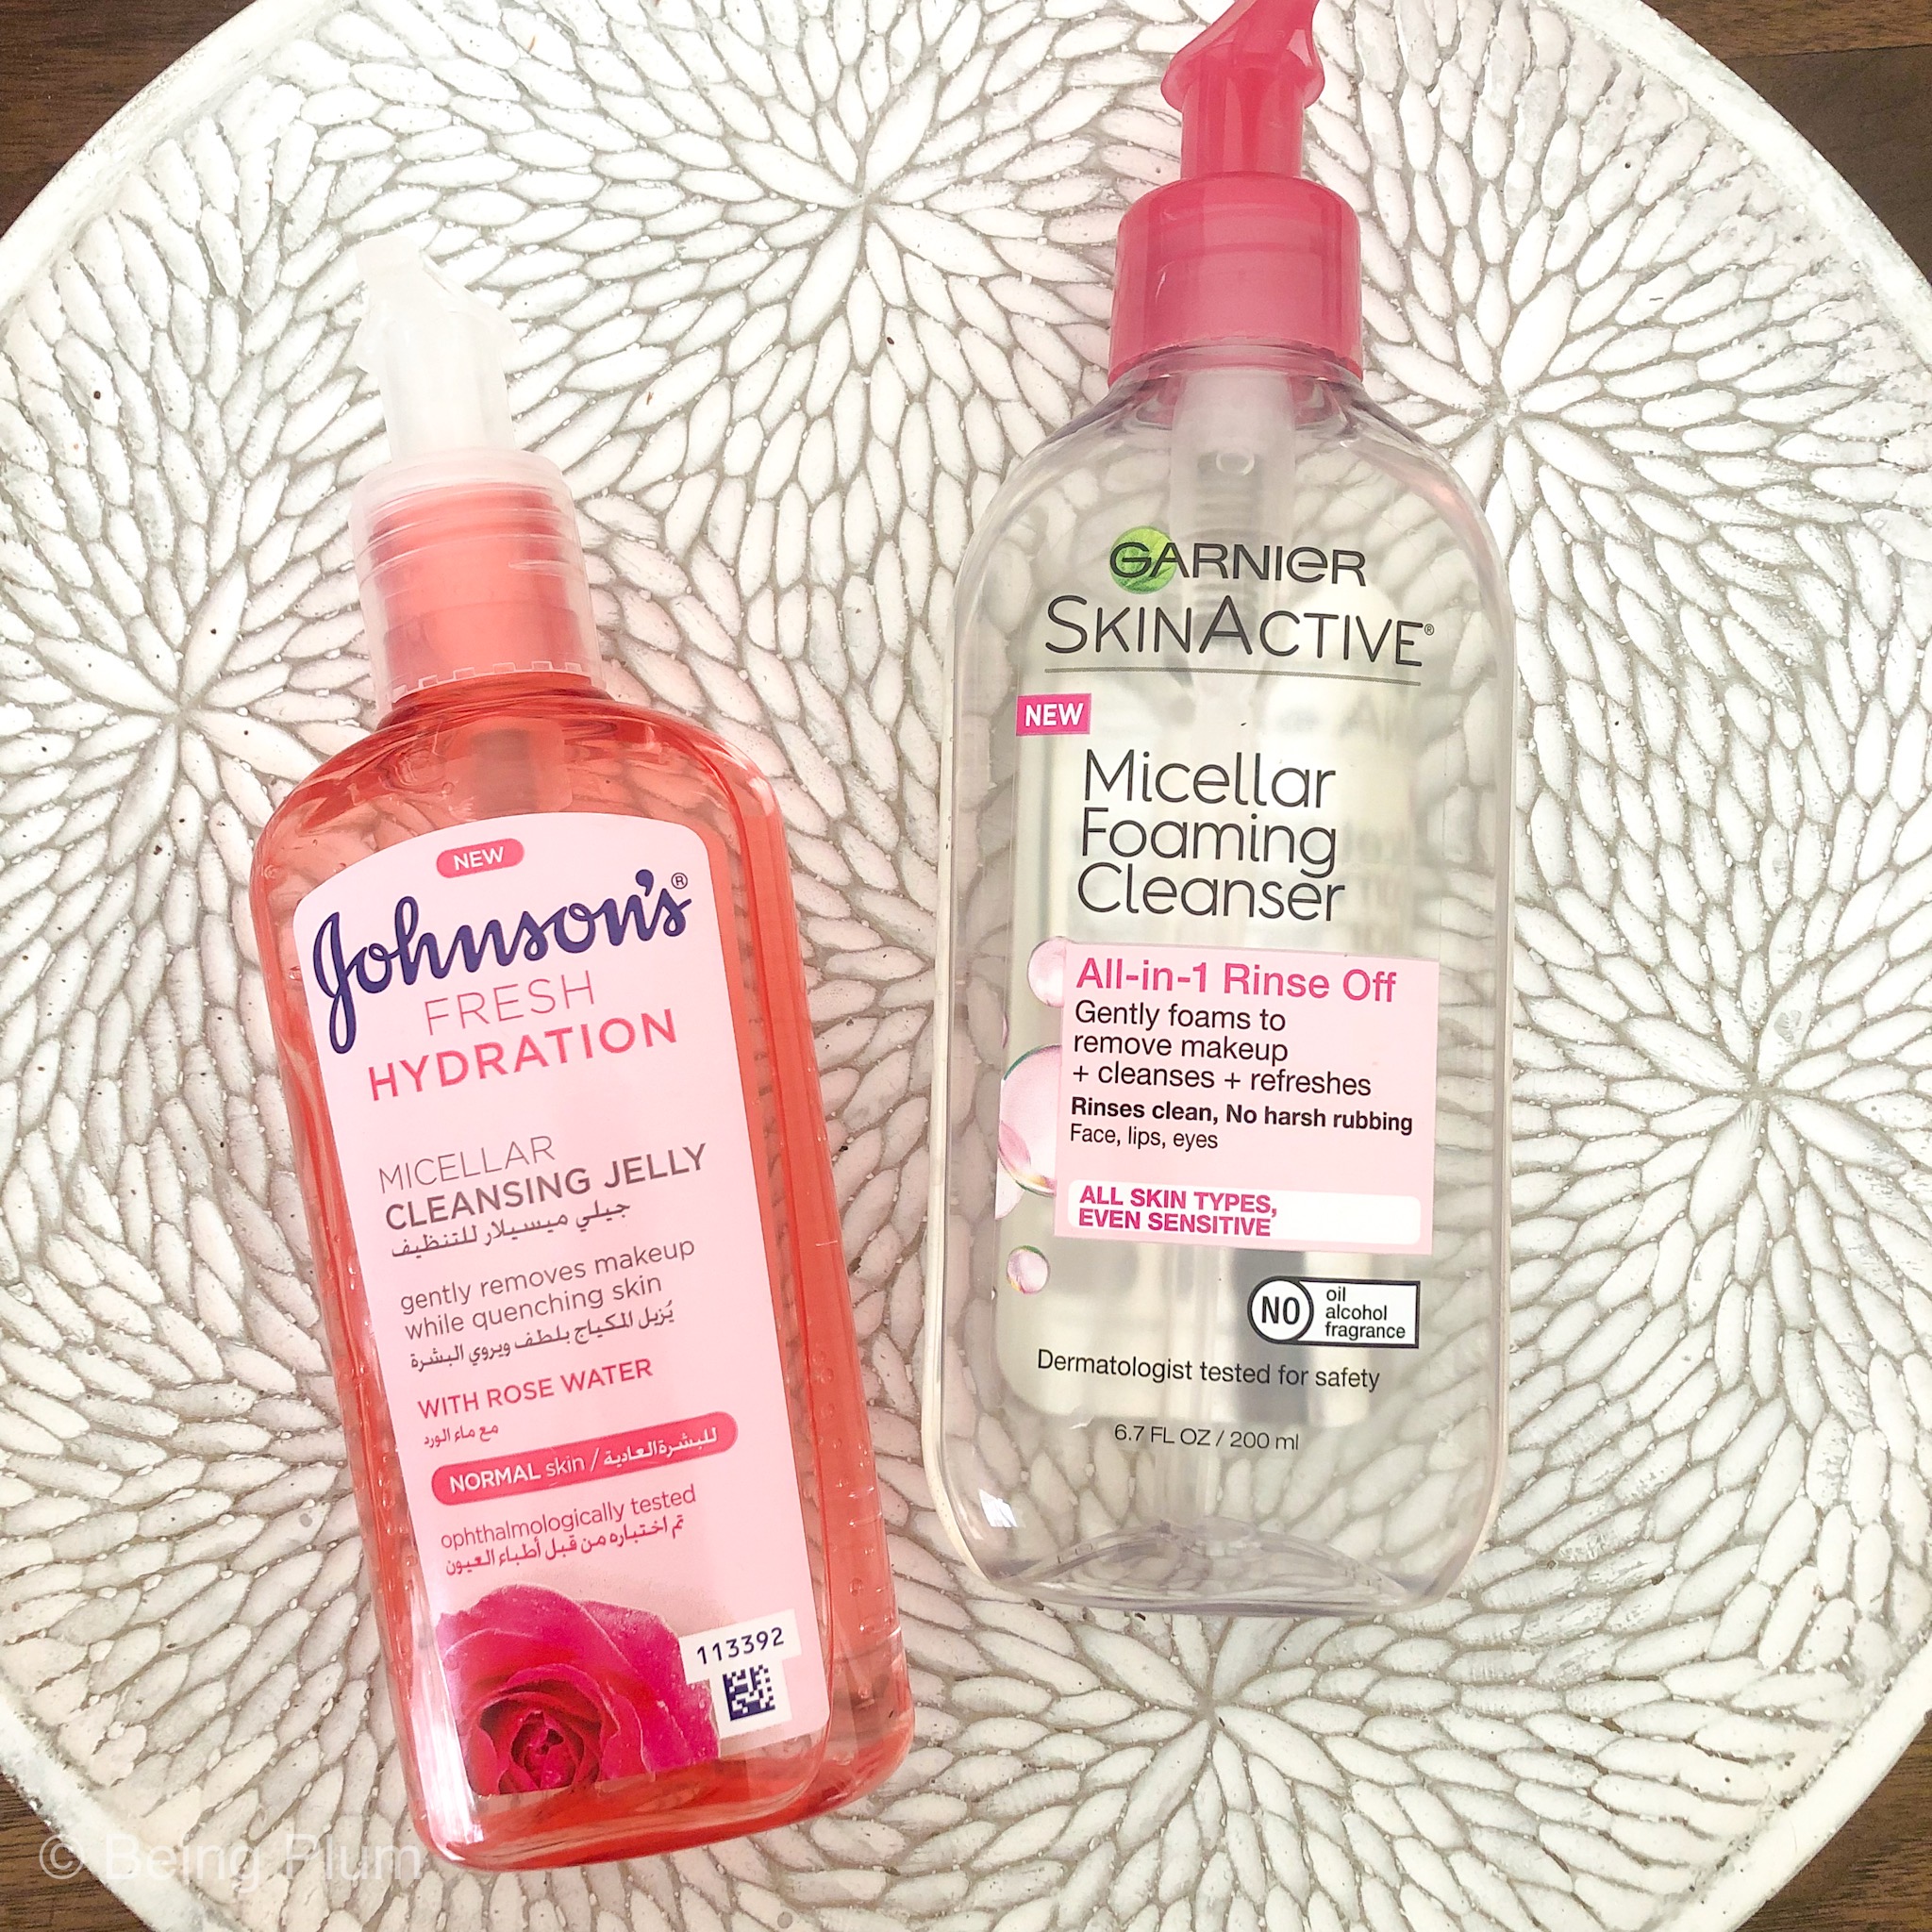 NEW
Johnson's®
FRESH
HYDRATION
MICELLAR
CLEANSING JELLY
جيلي ميسيلار للتنظيف
gently removes makeup
while quenching skin
يُزيل المكياج بلطف ويروي البشرة
WITH ROSE WATER
مع ماء الورد
NORMAL skin / للبشرة العادية
ophthalmologically tested
تم اختباره من قبل أطباء العيون
113392
GARNIER
SKINACTIVE®
NEW
Micellar
Foaming
Cleanser
All-in-1 Rinse Off
Gently foams to
remove makeup
+ cleanses + refreshes
Rinses clean, No harsh rubbing
Face, lips, eyes
ALL SKIN TYPES,
EVEN SENSITIVE
NO
oil
alcohol
fragrance
Dermatologist tested for safety
6.7 FL OZ / 200 ml
© Being Plum